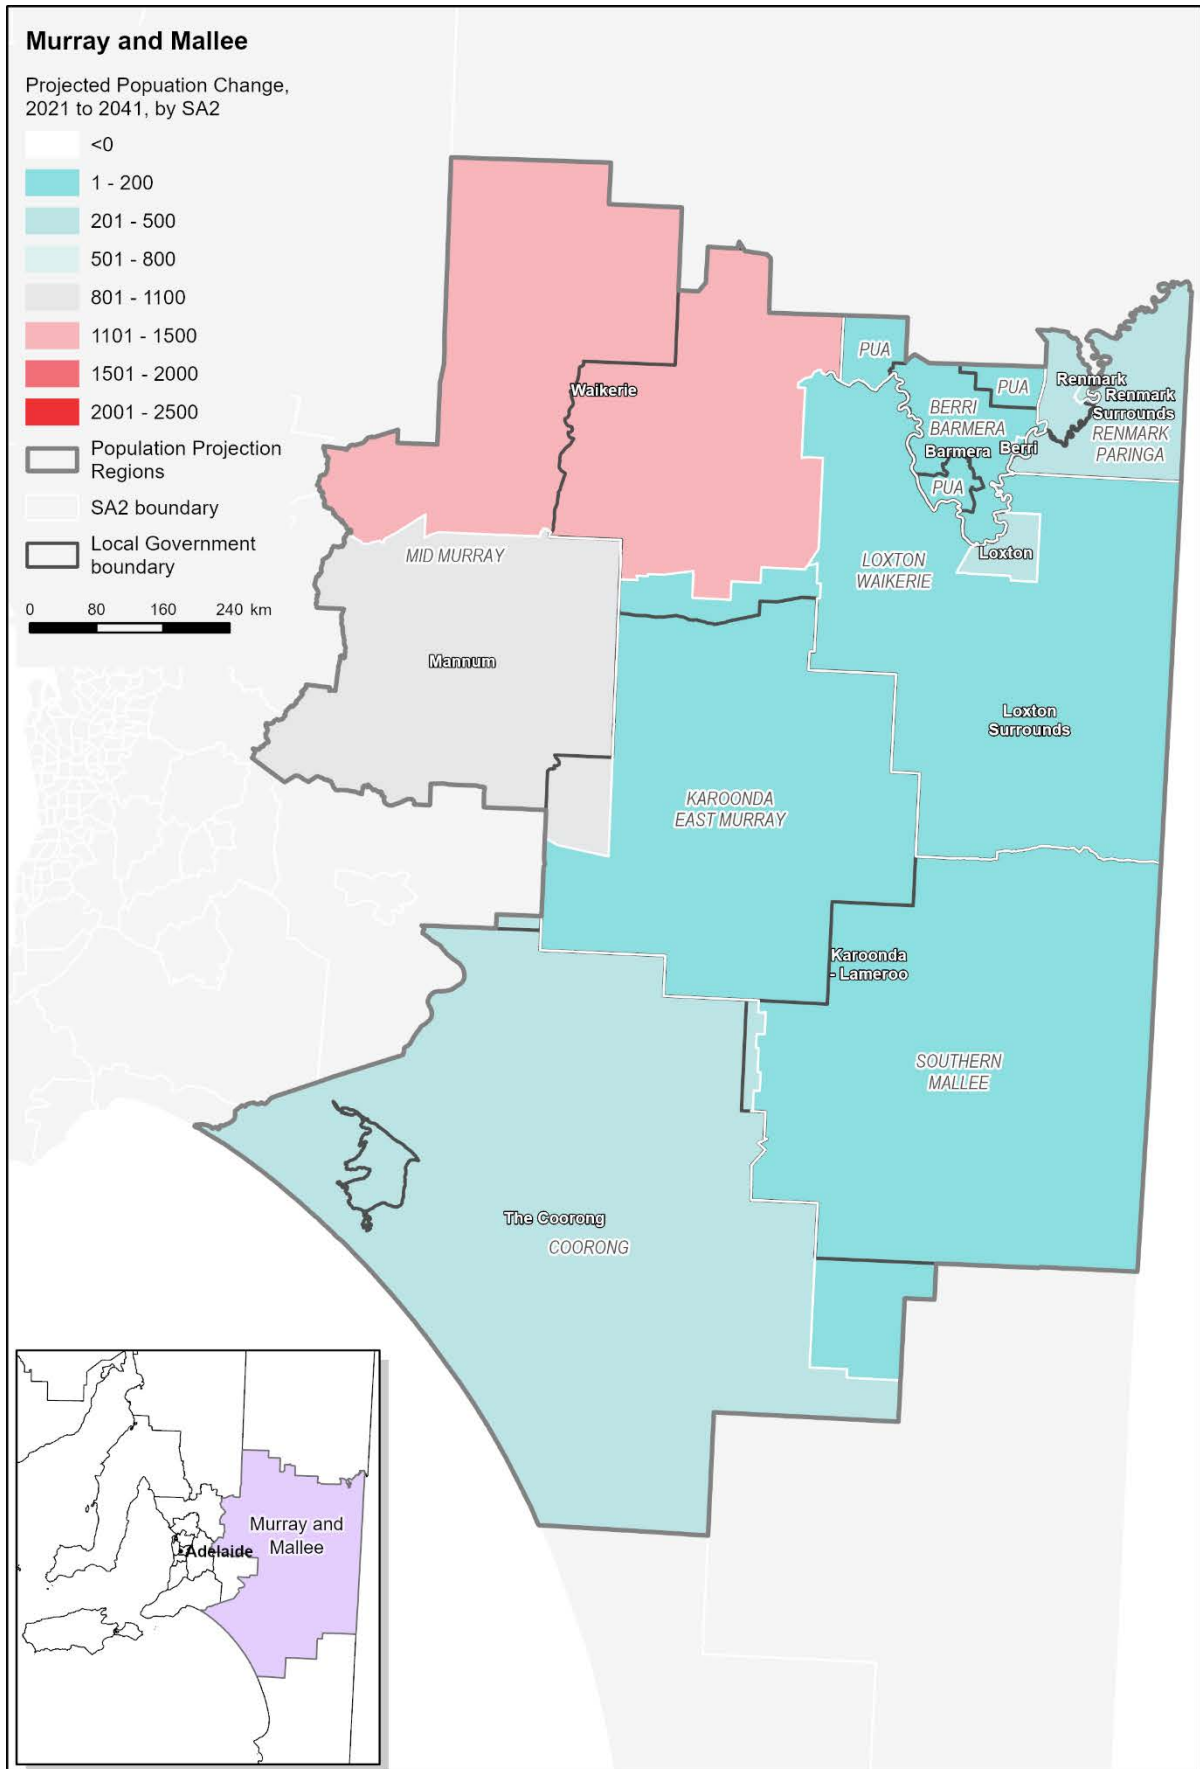 Murray and Mallee
Projected Popuation Change,
2021 to 2041, by SA2
<0
1 - 200
201 - 500
501 - 800
801 - 1100
1101 - 1500
1501 - 2000
2001 - 2500
Population Projection
Regions
SA2 boundary
Local Government
boundary
0 80 160 240 km
PUA
Waikerie
PUA
Renmark
Renmark
Surrounds
RENMARK
PARINGA
BERRI
BARMERA
Barmera
Berri
PUA
MID MURRAY
LOXTON
WAIKERIE
Loxton
Mannum
Loxton
Surrounds
KAROONDA
EAST MURRAY
Karoonda
- Lameroo
SOUTHERN
MALLEE
The Coorong
COORONG
Murray and
Mallee
Adelaide